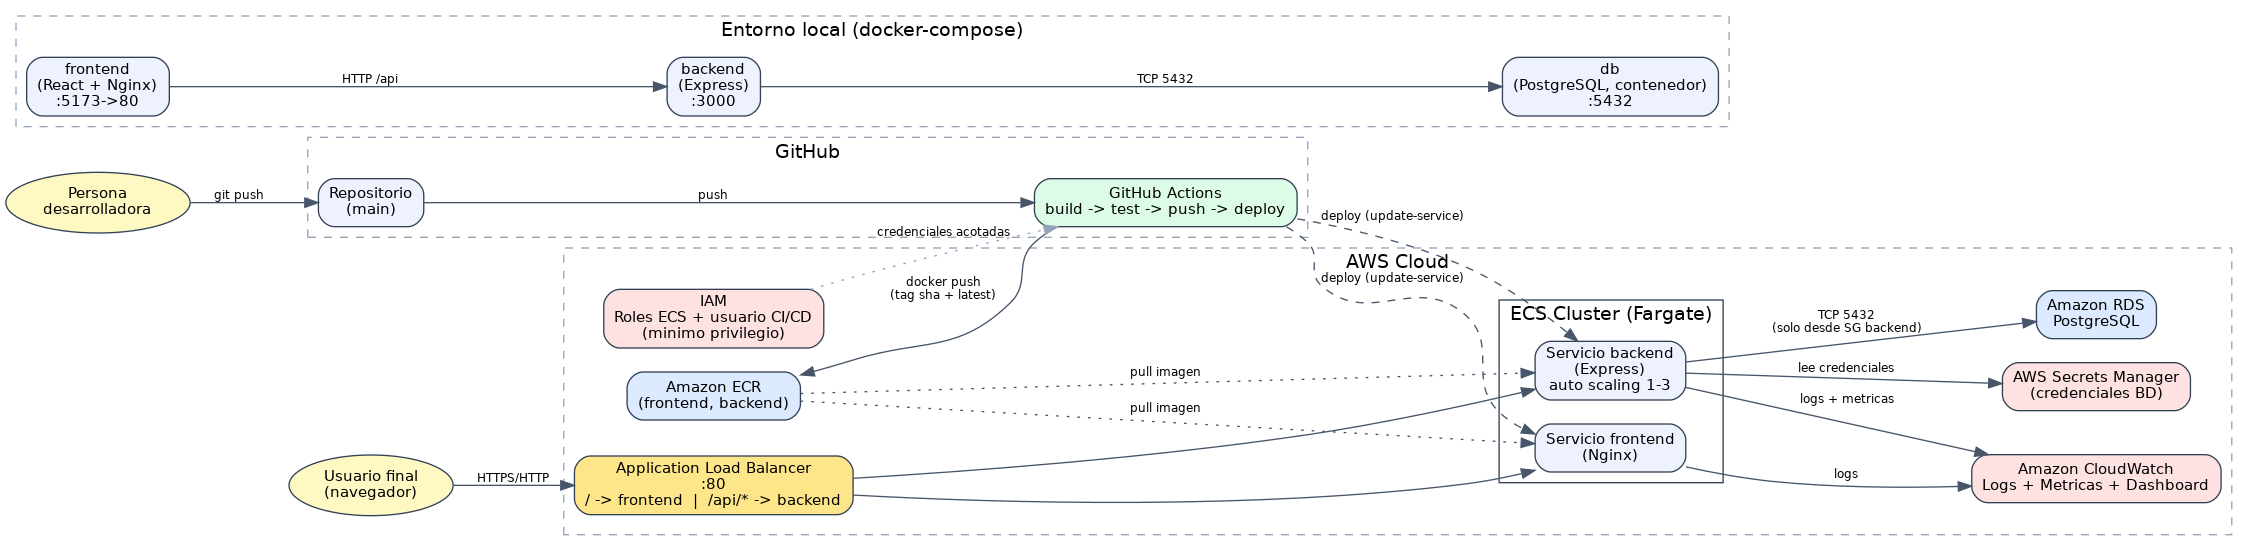 Entorno local (docker-compose)
frontend
(React + Nginx)
:5173->80
HTTP /api
backend
(Express)
:3000
TCP 5432
db
(PostgreSQL, contenedor)
:5432
GitHub
Persona
desarrolladora
git push
Repositorio
(main)
push
GitHub Actions
build -> test -> push -> deploy
deploy (update-service)
credenciales acotadas
AWS Cloud
deploy (update-service)
docker push
(tag sha + latest)
IAM
Roles ECS + usuario CI/CD
(minimo privilegio)
ECS Cluster (Fargate)
Amazon RDS
PostgreSQL
TCP 5432
(solo desde SG backend)
Servicio backend
(Express)
auto scaling 1-3
lee credenciales
AWS Secrets Manager
(credenciales BD)
Amazon ECR
(frontend, backend)
pull imagen
pull imagen
logs + metricas
Servicio frontend
(Nginx)
logs
Amazon CloudWatch
Logs + Metricas + Dashboard
Usuario final
(navegador)
HTTPS/HTTP
Application Load Balancer
:80
/ -> frontend  |  /api/* -> backend